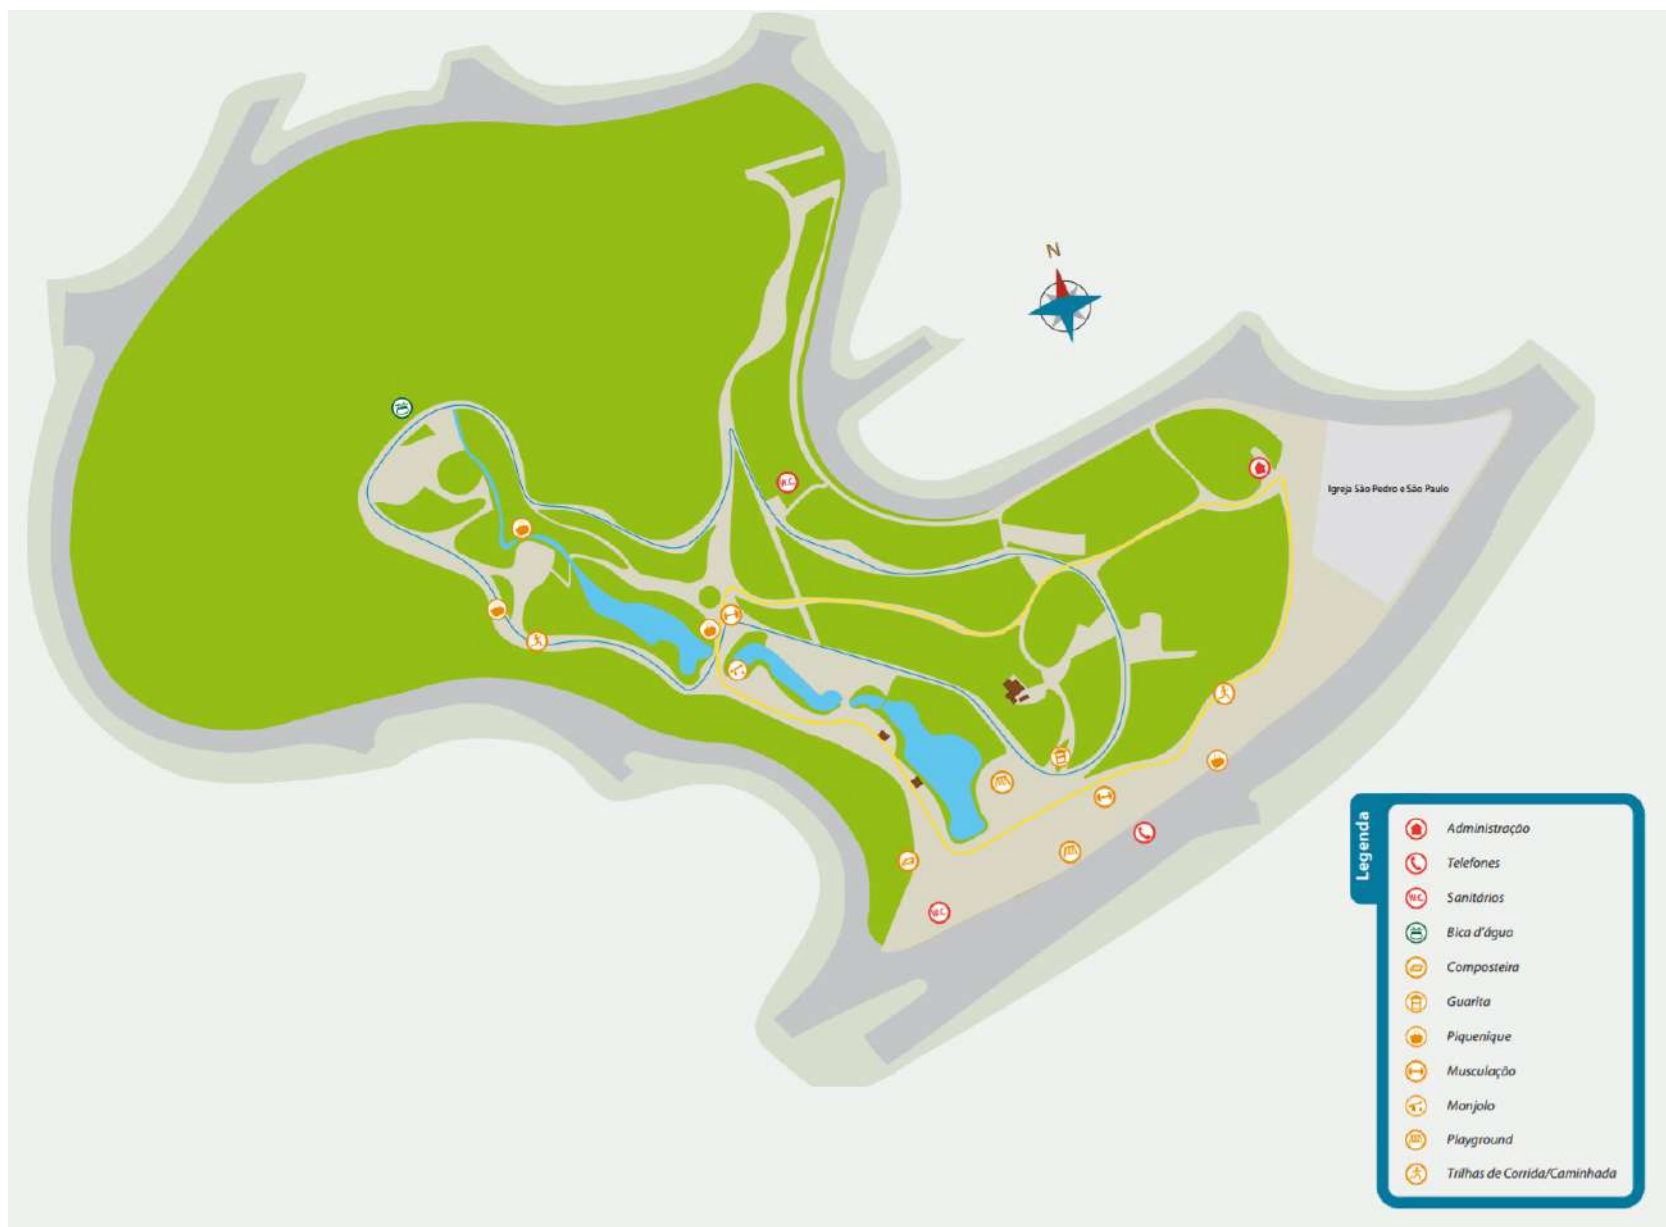 N
W.C.
Igreja São Pedro e São Paulo
W.C.
Legenda
Administração
Telefones
W.C. Sanitários
Bica d'água
Composteira
Guarita
Piquenique
Musculação
Monjolo
Playground
Trilhas de Corrida/Caminhada